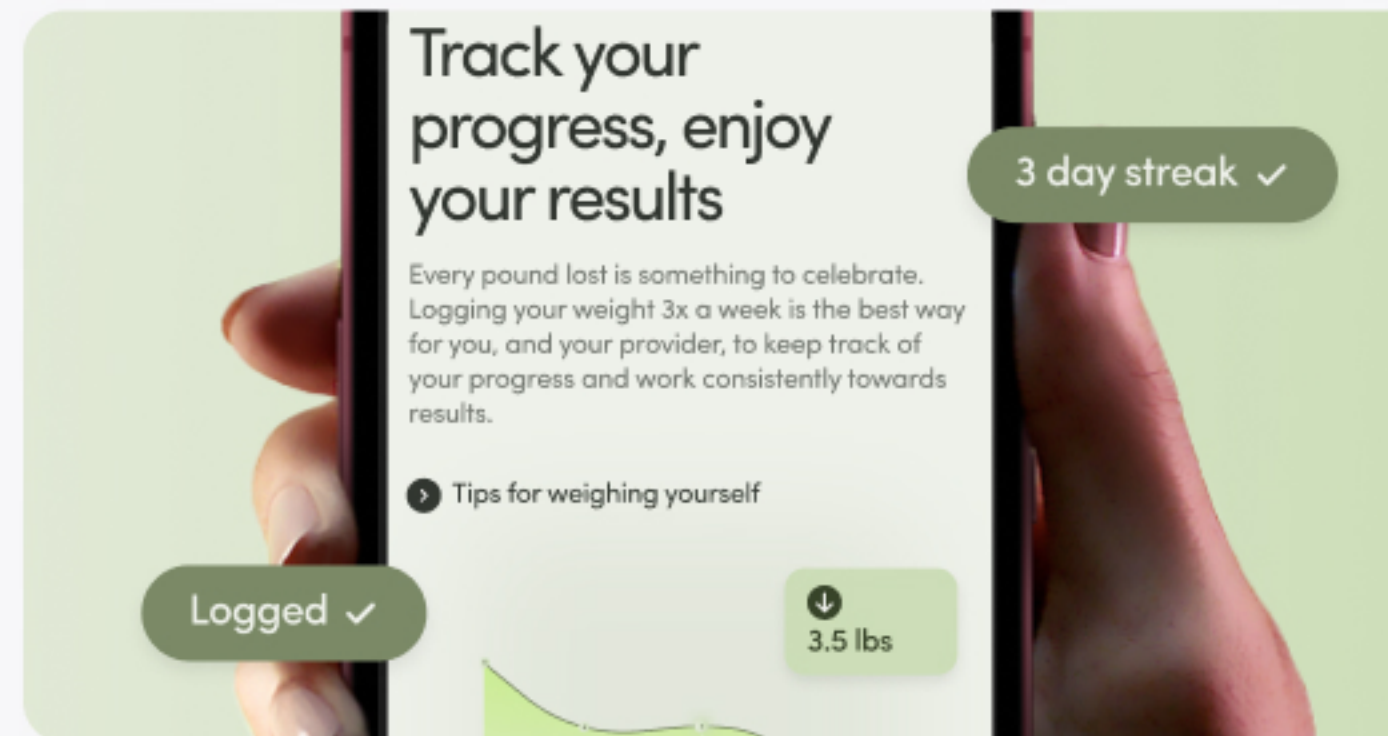 Track your
progress, enjoy
your results
3 day streak
Every pound lost is something to celebrate.
Logging your weight 3x a week is the best way
for you, and your provider, to keep track of
your progress and work consistently towards
results.
Tips for weighing yourself
Logged
3.5 lbs